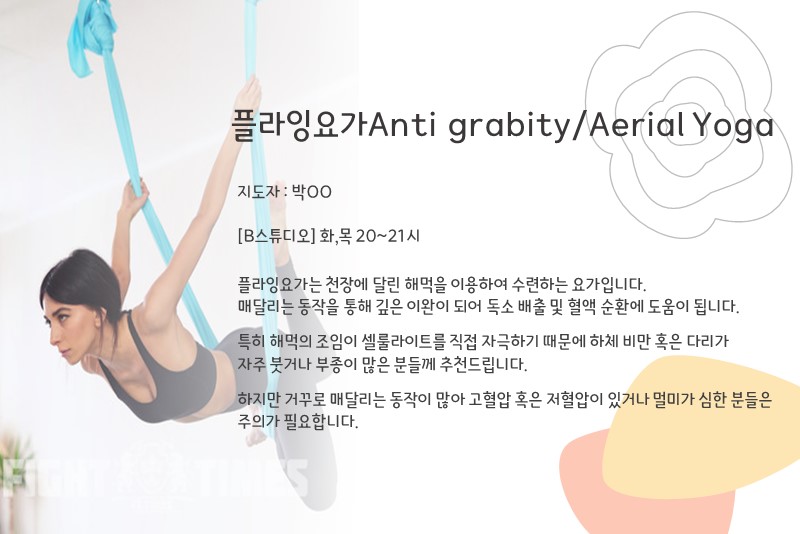 플라잉요가Anti grabity/Aerial Yoga
지도자 : 박OO
[B스튜디오] 화,목 20~21시
플라잉요가는 천장에 달린 해먹을 이용하여 수련하는 요가입니다.
매달리는 동작을 통해 깊은 이완이 되어 독소 배출 및 혈액 순환에 도움이 됩니다.
특히 해먹의 조임이 셀룰라이트를 직접 자극하기 때문에 하체 비만 혹은 다리가
자주 붓거나 부종이 많은 분들께 추천드립니다.
하지만 거꾸로 매달리는 동작이 많아 고혈압 혹은 저혈압이 있거나 멀미가 심한 분들은
주의가 필요합니다.
FIGHT TIMES